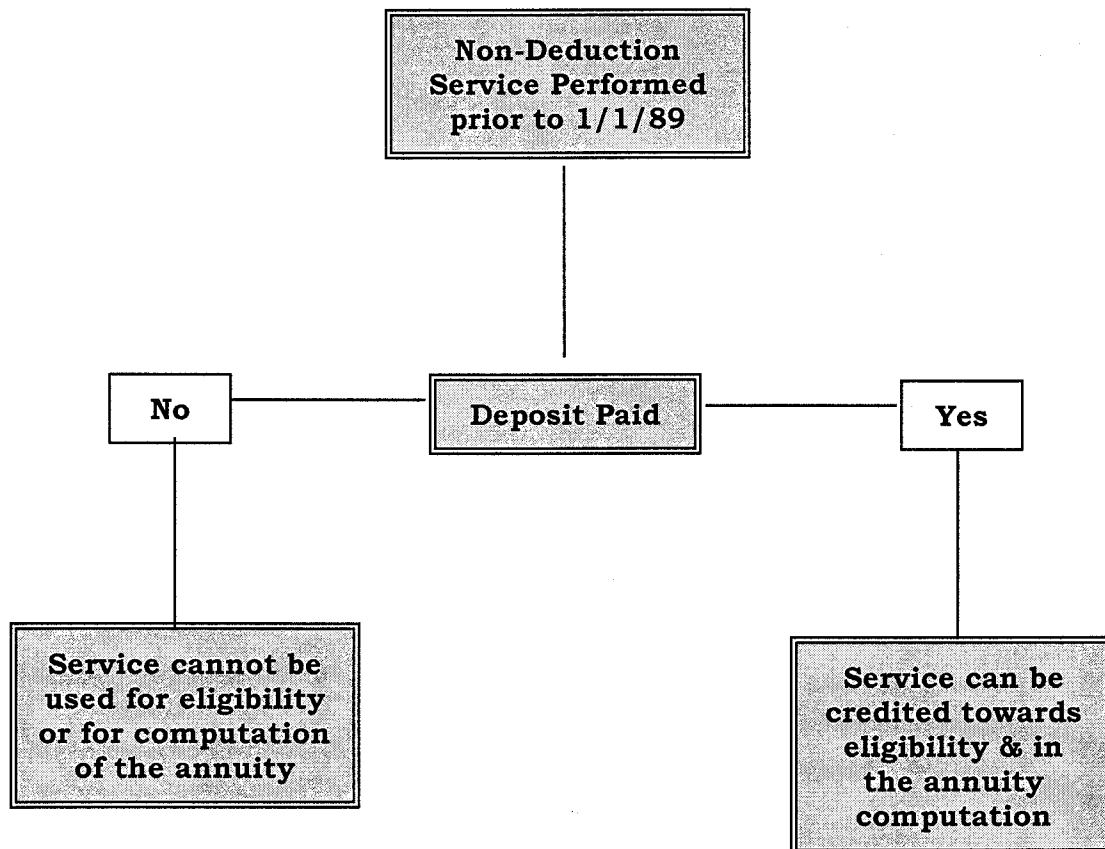 Non-Deduction
Service Performed
prior to 1/1/89
No
Deposit Paid
Yes
Service cannot be
used for eligibility
or for computation
of the annuity
Service can be
credited towards
eligibility & in
the annuity
computation